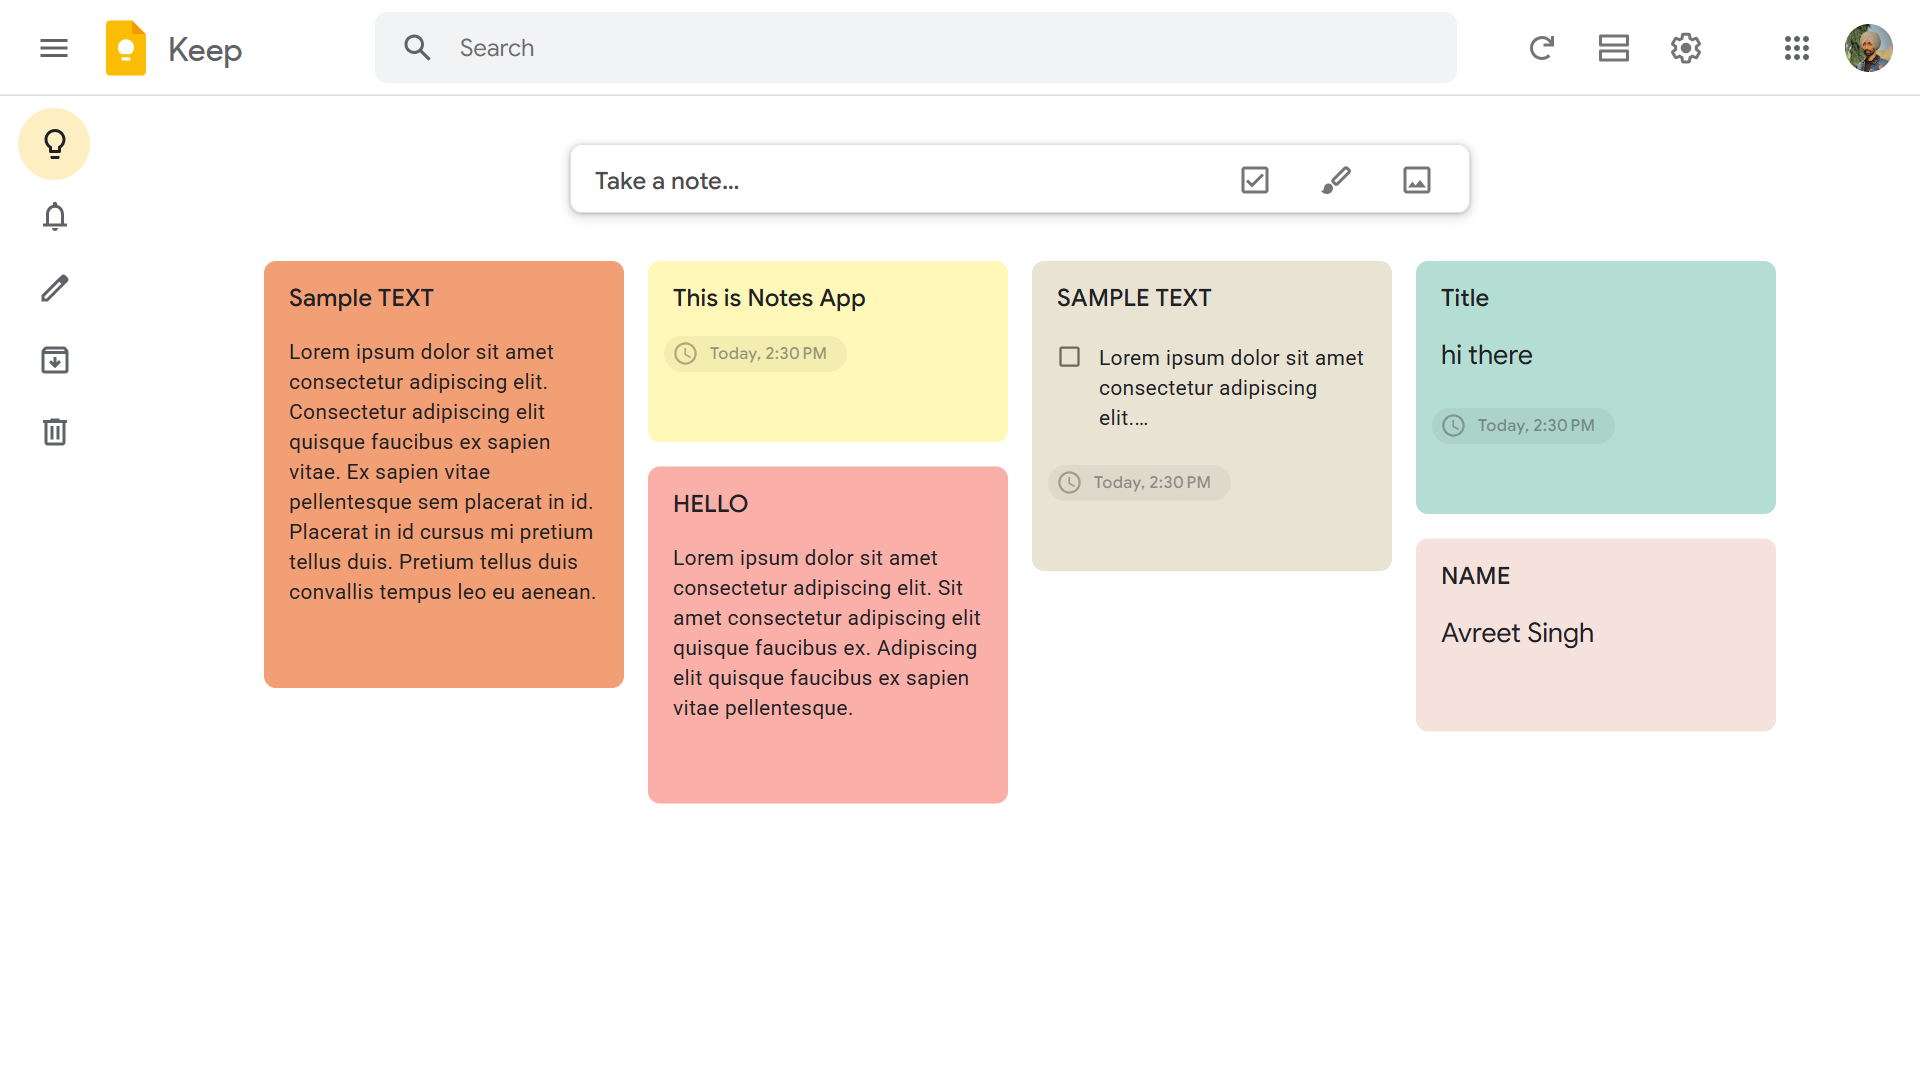 Keep
Search
Take a note...
Sample TEXT
Lorem ipsum dolor sit amet
consectetur adipiscing elit.
Consectetur adipiscing elit
quisque faucibus ex sapien
vitae. Ex sapien vitae
pellentesque sem placerat in id.
Placerat in id cursus mi pretium
tellus duis. Pretium tellus duis
convallis tempus leo eu aenean.
This is Notes App
Today, 2:30 PM
HELLO
Lorem ipsum dolor sit amet
consectetur adipiscing elit. Sit
amet consectetur adipiscing elit
quisque faucibus ex. Adipiscing
elit quisque faucibus ex sapien
vitae pellentesque.
SAMPLE TEXT
Lorem ipsum dolor sit amet
consectetur adipiscing
elit....
Today, 2:30 PM
Title
hi there
Today, 2:30 PM
NAME
Avreet Singh